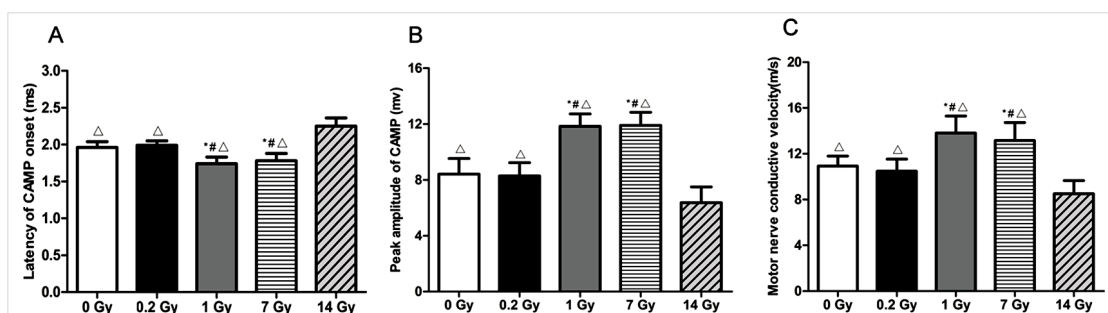 A
Latency of CAMP onset (ms)
3.0
2.5
2.0
1.5
1.0
0.5
0.0
△
△
*#△
*#△
0 Gy
0.2 Gy
1 Gy
7 Gy
14 Gy
B
Peak amplitude of CAMP (mv)
16
12
8
4
0
△
△
*#△
*#△
0 Gy
0.2 Gy
1 Gy
7 Gy
14 Gy
C
Motor nerve conductive velocity(m/s)
20
16
12
8
4
0
△
△
*#△
*#△
0 Gy
0.2 Gy
1 Gy
7 Gy
14 Gy